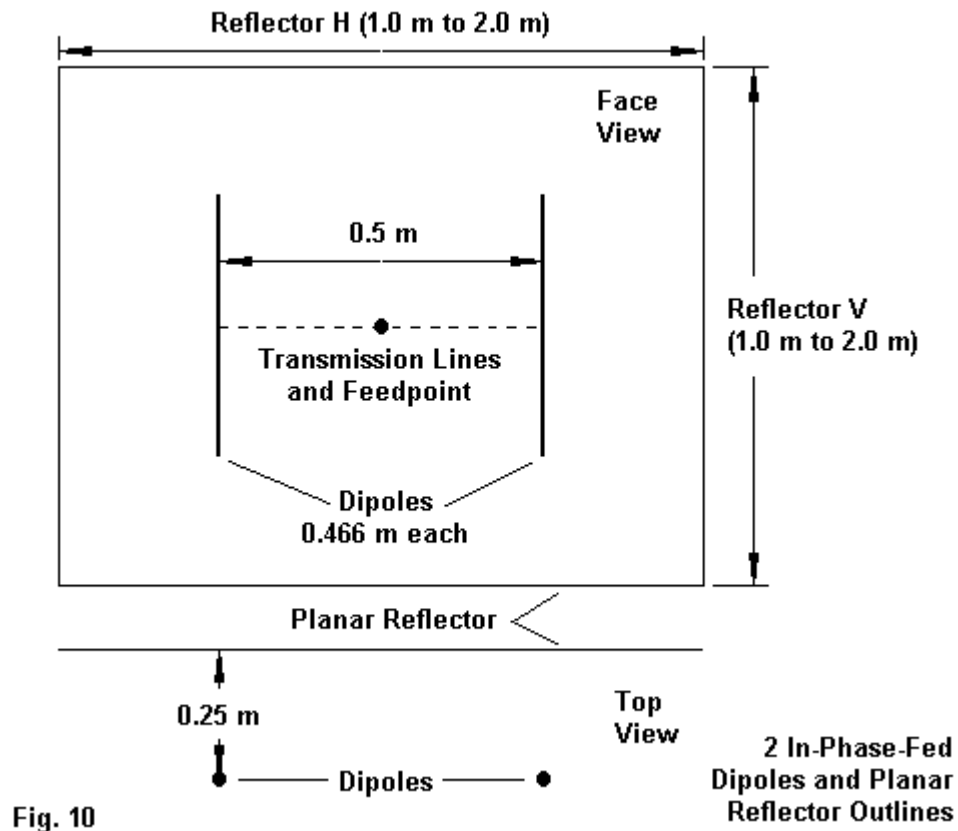 Reflector H (1.0 m to 2.0 m)
Face
View
0.5 m
Reflector V
(1.0 m to 2.0 m)
Transmission Lines
and Feedpoint
Dipoles
0.466 m each
Planar Reflector
0.25 m
Top
View
Dipoles
2 In-Phase-Fed
Dipoles and Planar
Reflector Outlines
Fig. 10